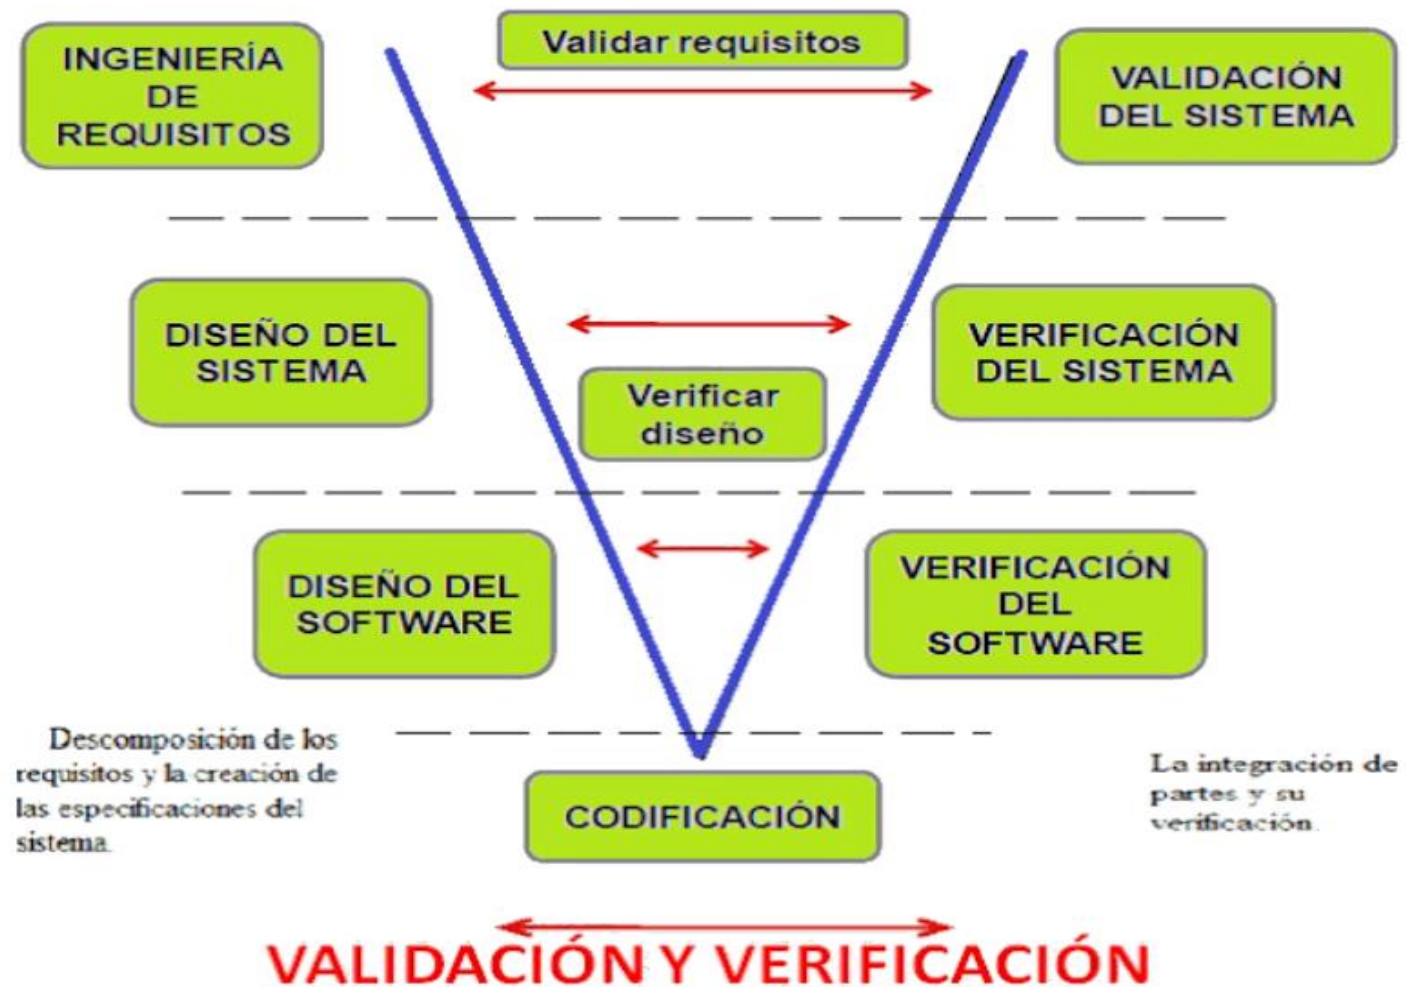 INGENIERÍA
DE
REQUISITOS
Validar requisitos
VALIDACIÓN
DEL SISTEMA
DISEÑO DEL
SISTEMA
Verificar
diseño
VERIFICACIÓN
DEL SISTEMA
DISEÑO DEL
SOFTWARE
VERIFICACIÓN
DEL
SOFTWARE
Descomposición de los
requisitos y la creación de
las especificaciones del
sistema.
CODIFICACIÓN
La integración de
partes y su
verificación.
VALIDACIÓN Y VERIFICACIÓN